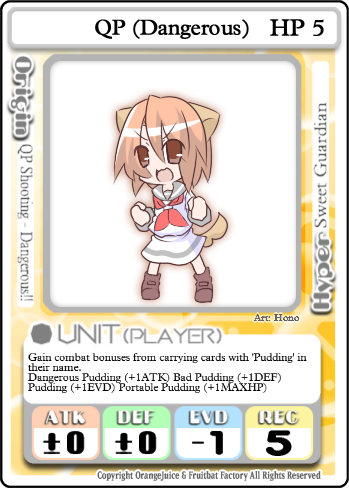 QP (Dangerous) HP 5
Origin QP Shooting - Dangerous!!
Hyper Sweet Guardian
Art: Hono
UNIT(PLAYER)
Gain combat bonuses from carrying cards with 'Pudding' in
their name.
Dangerous Pudding (+1ATK) Bad Pudding (+1DEF)
Pudding (+1EVD) Portable Pudding (+1MAXHP)
ATK DEF EVD REC
±0 ±0 -1 5
Copyright OrangeJuice & Fruitbat Factory All Rights Reserved